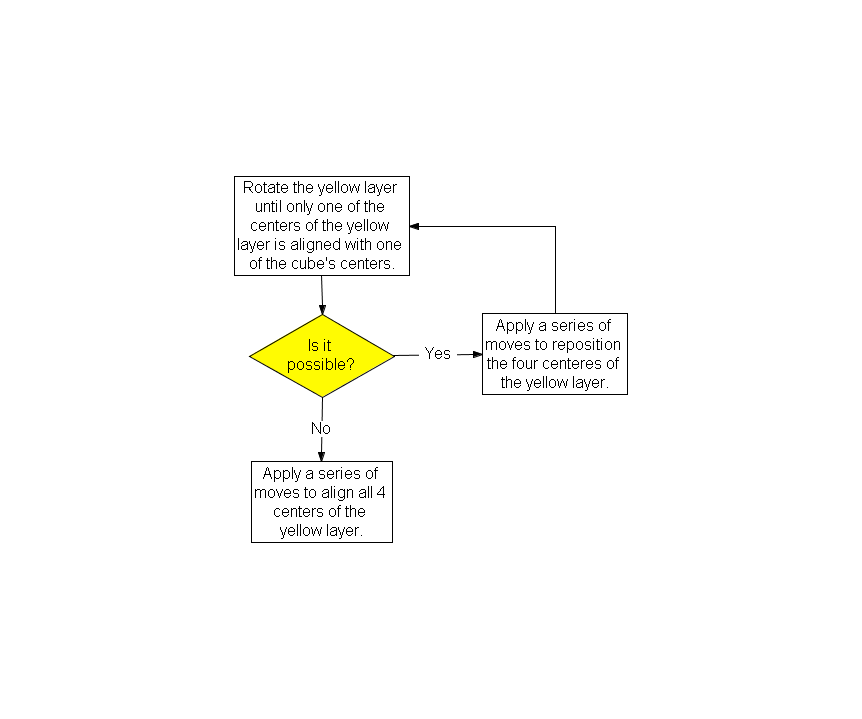 Rotate the yellow layer
until only one of the
centers of the yellow
layer is aligned with one
of the cube's centers.
Is it
possible?
Yes
Apply a series of
moves to reposition
the four centeres of
the yellow layer.
No
Apply a series of
moves to align all 4
centers of the
yellow layer.